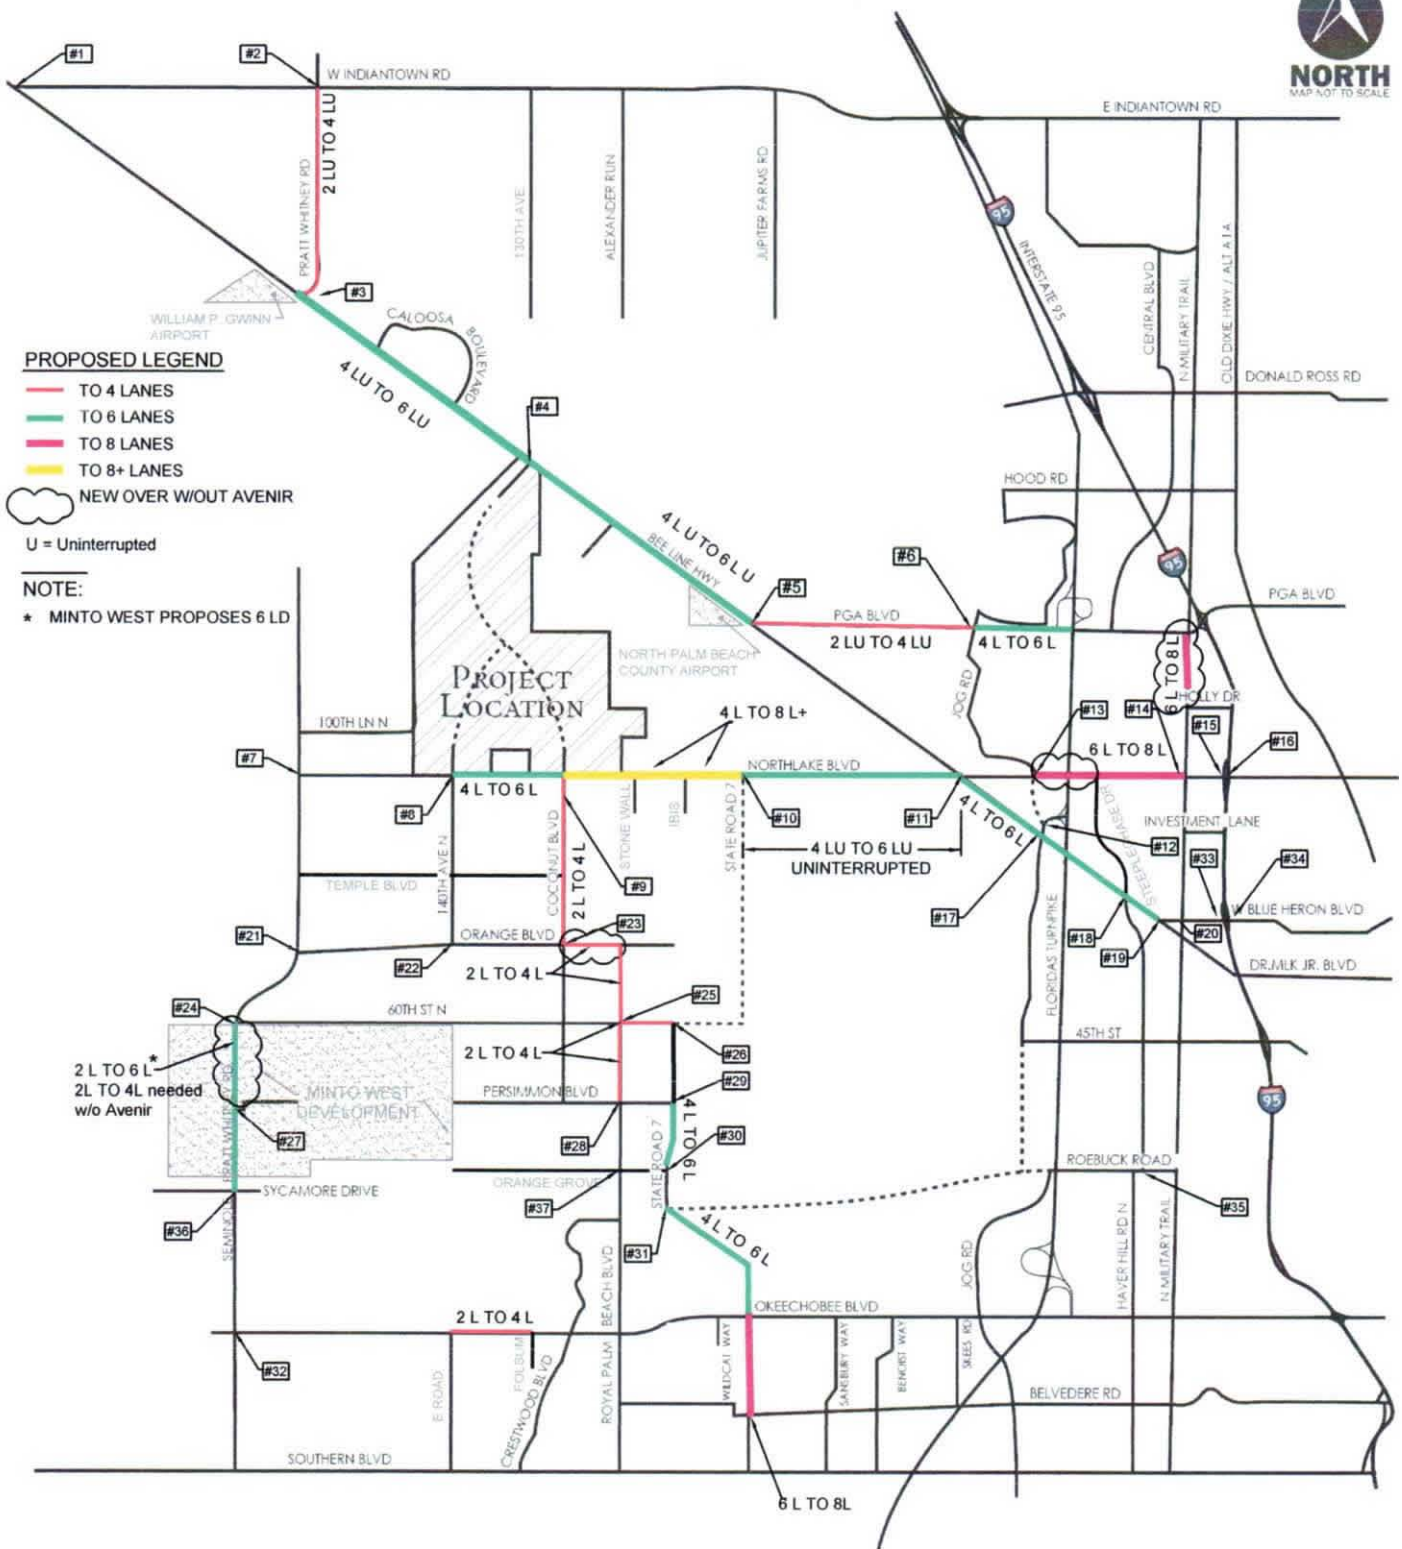 #1
#2
W INDIANTOWN RD
NORTH
MAP NOT TO SCALE
E INDIANTOWN RD
2 LU TO 4 LU
PRATT WHITNEY RD
130TH AVE
ALEXANDER RUN
JUPITER FARMS RD
95
INTERSTATE 95
CENTRAL BLVD
N MILITARY TRAIL
OLD DIXIE HWY / ALT A1A
#3
WILLIAM P. GWINN
AIRPORT
CALOOSA
BOULEVARD
PROPOSED LEGEND
TO 4 LANES
TO 6 LANES
TO 8 LANES
TO 8+ LANES
NEW OVER W/OUT AVENIR
U = Uninterrupted
NOTE:
* MINTO WEST PROPOSES 6 LD
4 LU TO 6 LU
DONALD ROSS RD
#4
HOOD RD
4 LU TO 6 LU
BEE LINE HWY
#6
95
#5
PGA BLVD
PGA BLVD
2 LU TO 4 LU
4 L TO 6 L
6 L TO 8 L
NORTH PALM BEACH
COUNTY AIRPORT
PROJECT
LOCATION
JOG RD
HOLLY DR
100TH LN N
4 L TO 8 L+
#13
#14
#15
#16
#7
6 L TO 8 L
NORTHLAKE BLVD
4 L TO 6 L
#8
#10
#11
4 L TO 6 L
STONE WALL
IBIS
STATE ROAD 7
COCONUT BLVD
2 L TO 4 L
140TH AVE N
STEEPLECHASE DR
INVESTMENT LANE
#12
4 LU TO 6 LU
UNINTERRUPTED
#33
#34
TEMPLE BLVD
#9
#17
W BLUE HERON BLVD
#23
#21
ORANGE BLVD
#18
#20
#19
#22
2 L TO 4 L
DR.MLK JR. BLVD
FLORIDAS TURNPIKE
#24
60TH ST N
#25
45TH ST
2 L TO 6 L *
2L TO 4L needed
w/o Avenir
2 L TO 4 L
#26
#29
PERSIMMON BLVD
MINTO WEST
DEVELOPMENT
95
4 L TO 6 L
#27
#28
#30
STATE ROAD 7
ROEBUCK ROAD
ORANGE GROVE
SYCAMORE DRIVE
#37
#35
#36
#31
4 L TO 6 L
JOG RD
HAVER HILL RD N
N MILITARY TRAIL
ROYAL PALM BEACH BLVD
OKEECHOBEE BLVD
2 L TO 4 L
#32
E ROAD
CRESTWOOD BLVD
WILDCAT WAY
SANSBURY WAY
BENOIST WAY
SKEES RD
BELVEDERE RD
SOUTHERN BLVD
6 L TO 8L